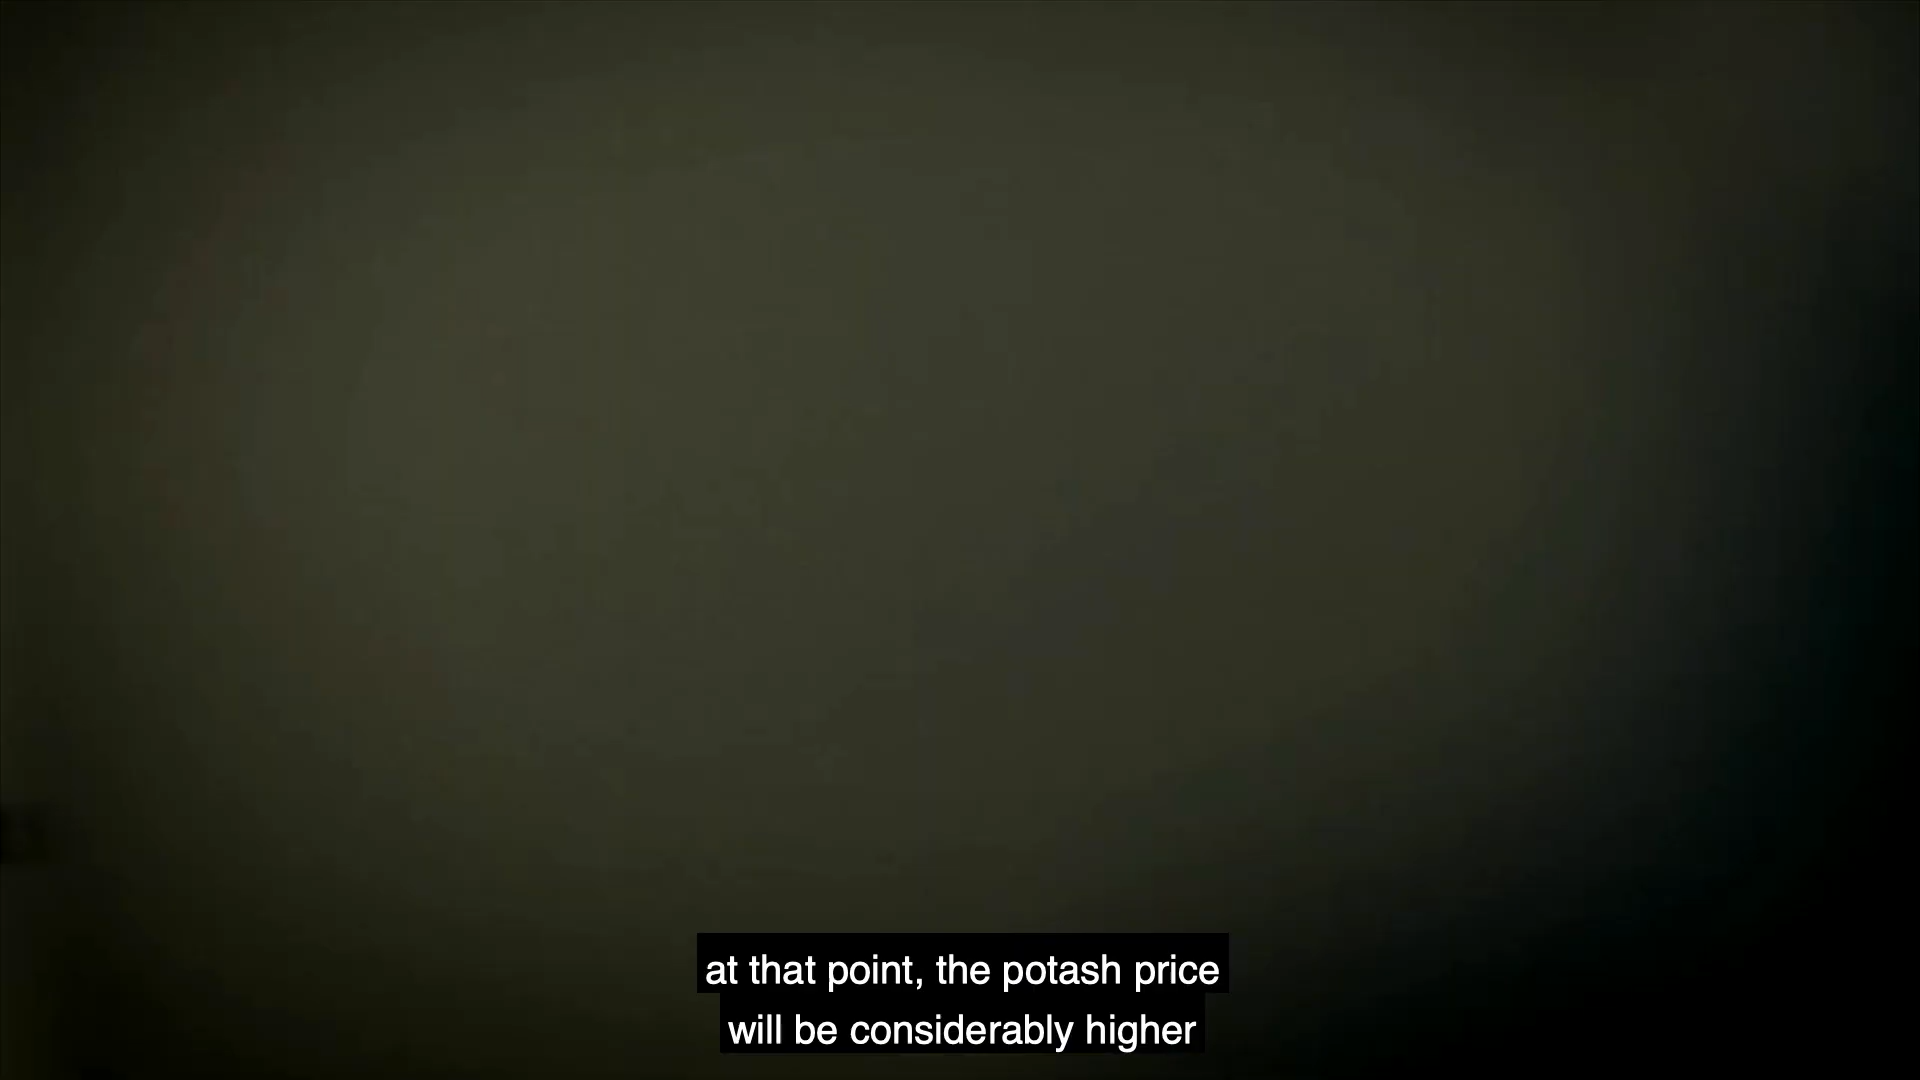 at that point, the potash price
will be considerably higher